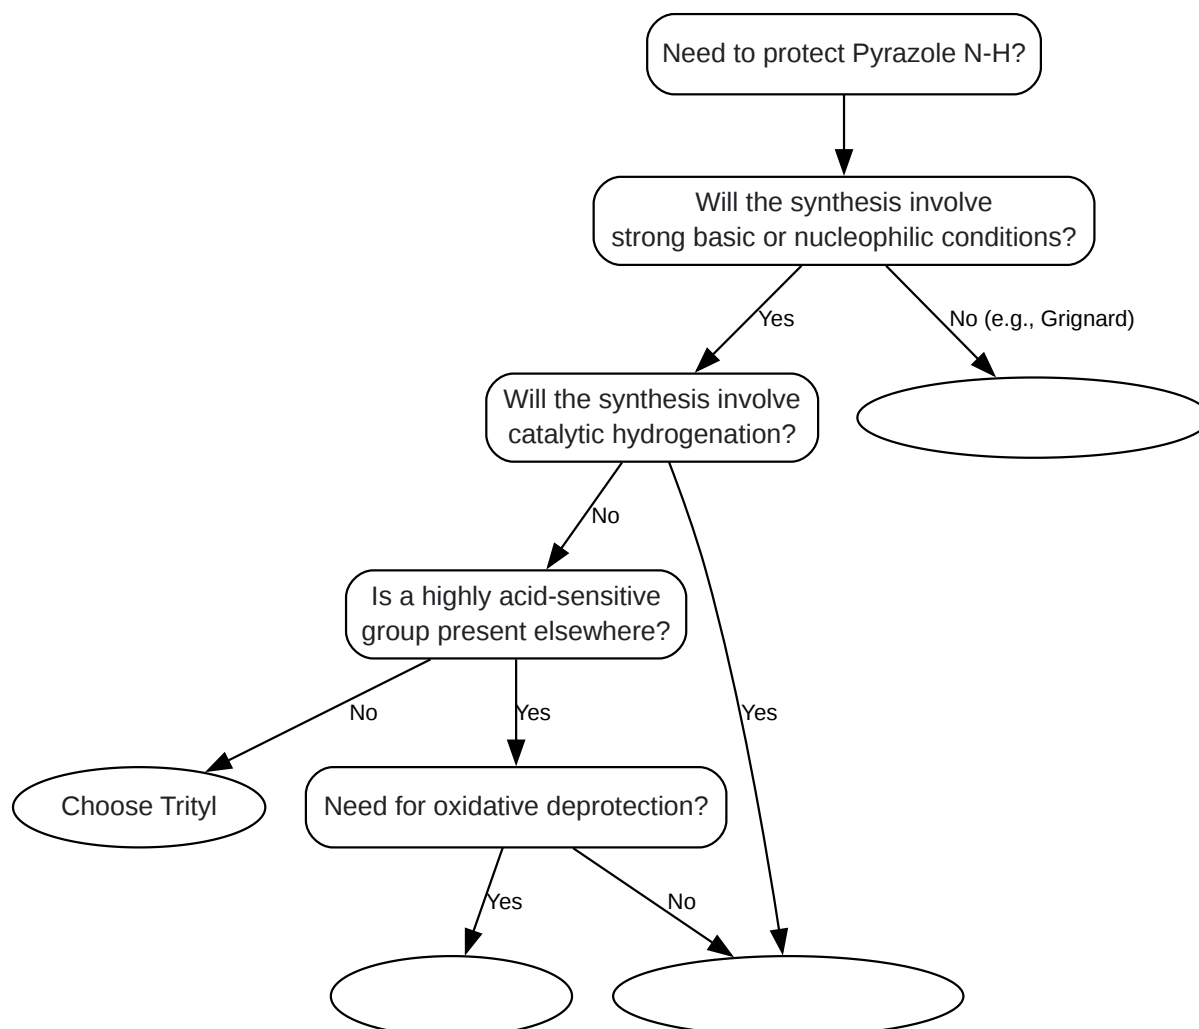 Need to protect Pyrazole N-H?
Will the synthesis involve
strong basic or nucleophilic conditions?
Yes
No (e.g., Grignard)
Will the synthesis involve
catalytic hydrogenation?
No
Is a highly acid-sensitive
group present elsewhere?
No
Yes
Yes
Choose Trityl
Need for oxidative deprotection?
Yes
No